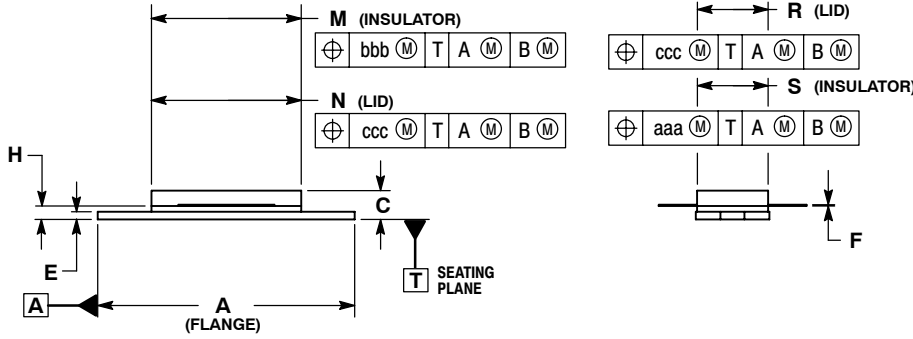 M (INSULATOR)
⌖ bbb Ⓜ T A Ⓜ B Ⓜ
N (LID)
⌖ ccc Ⓜ T A Ⓜ B Ⓜ
R (LID)
⌖ ccc Ⓜ T A Ⓜ B Ⓜ
S (INSULATOR)
⌖ aaa Ⓜ T A Ⓜ B Ⓜ
H
C
E
F
T SEATING
PLANE
A
A
(FLANGE)